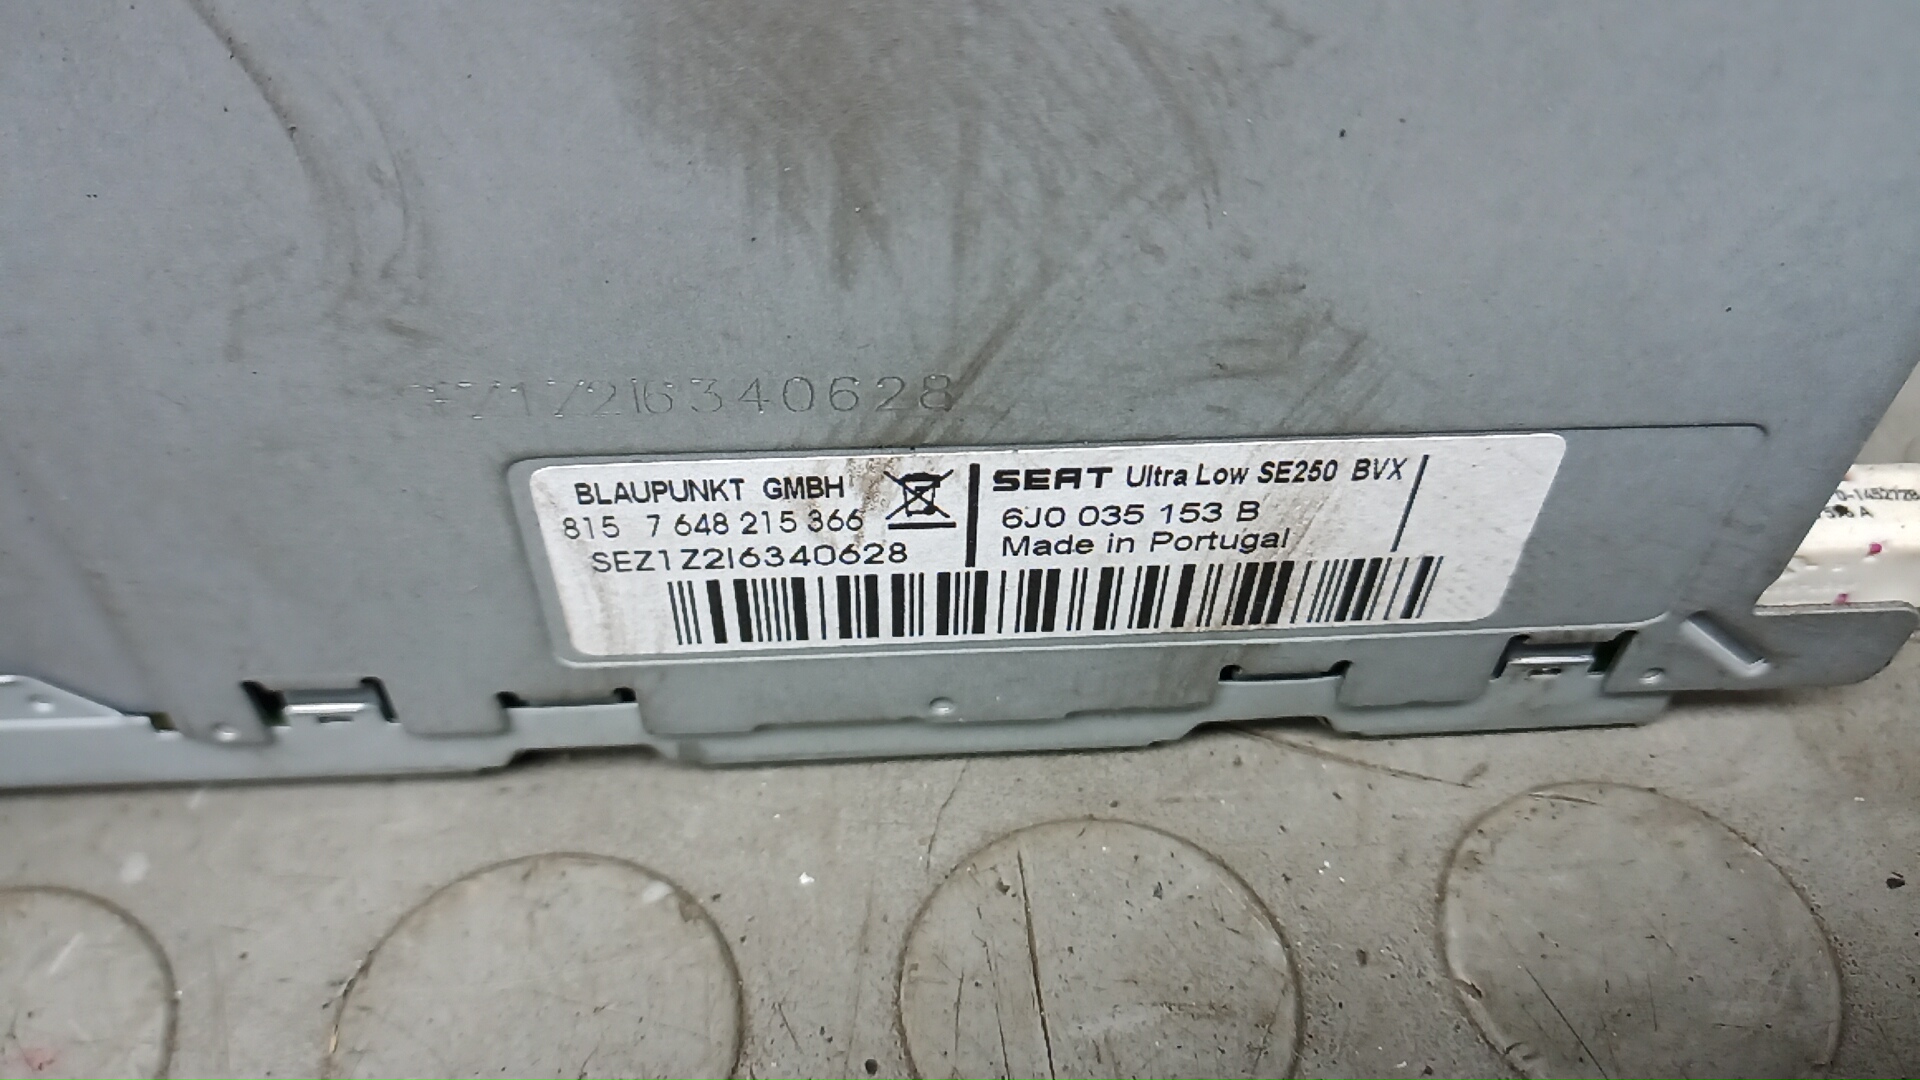 Z1Z2I6340628
BLAUPUNKT GMBH
815 7 648 215 366
SEZ1Z2I6340628
SEAT Ultra Low SE250 BVX
6J0 035 153 B
Made in Portugal